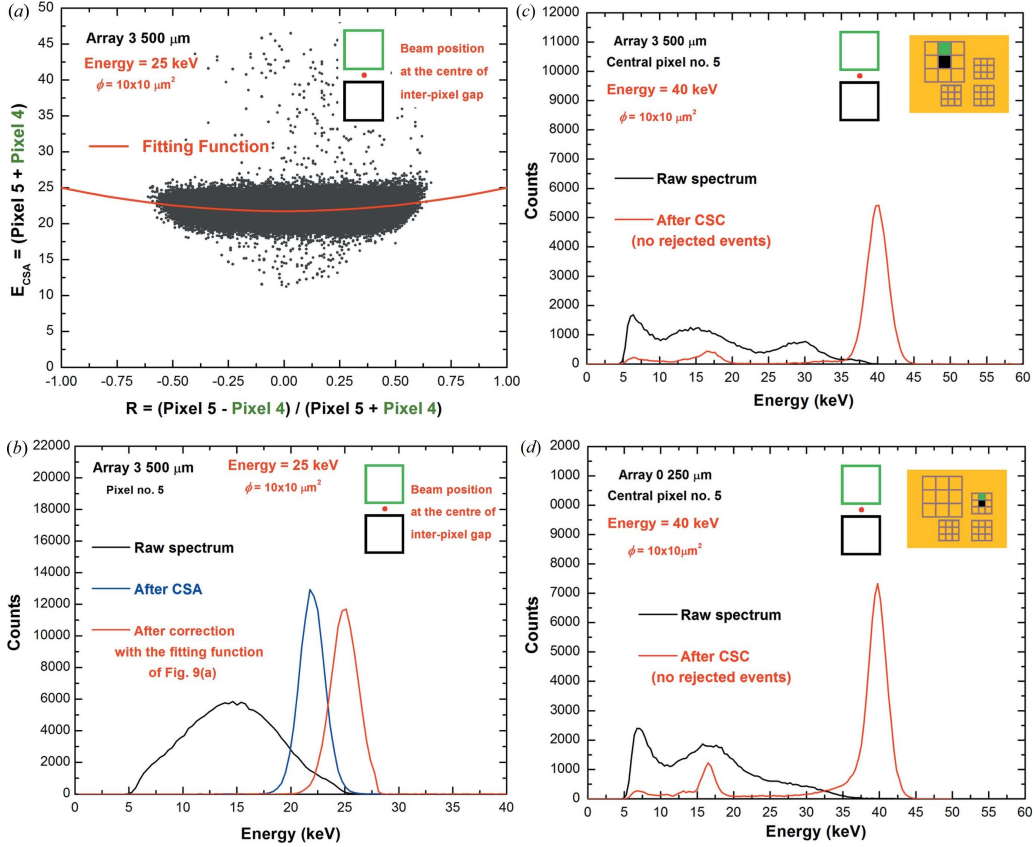 (a)
50
45
40
35
30
25
20
15
10
5
0
E_CSA = (Pixel 5 + Pixel 4)
Array 3 500 μm
Energy = 25 keV
ϕ = 10x10 μm²
Beam position
at the centre of
inter-pixel gap
Fitting Function
-1.00 -0.75 -0.50 -0.25 0.00 0.25 0.50 0.75 1.00
R = (Pixel 5 - Pixel 4) / (Pixel 5 + Pixel 4)
(c)
12000
11000
10000
9000
8000
7000
6000
5000
4000
3000
2000
1000
0
Counts
Array 3 500 μm
Central pixel no. 5
Energy = 40 keV
ϕ = 10x10 μm²
Raw spectrum
After CSC
(no rejected events)
0 5 10 15 20 25 30 35 40 45 50 55 60
Energy (keV)
(b)
22000
20000
18000
16000
14000
12000
10000
8000
6000
4000
2000
0
Counts
Array 3 500 μm
Pixel no. 5
Energy = 25 keV
ϕ = 10x10 μm²
Beam position
at the centre of
inter-pixel gap
Raw spectrum
After CSA
After correction
with the fitting function
of Fig. 9(a)
0 5 10 15 20 25 30 35 40
Energy (keV)
(d)
2000
1000
0000
9000
8000
7000
6000
5000
4000
3000
2000
1000
0
Counts
Array 0 250 μm
Central pixel no. 5
Energy = 40 keV
ϕ = 10x10μm²
Raw spectrum
After CSC
(no rejected events)
0 5 10 15 20 25 30 35 40 45 50 55 60
Energy (keV)